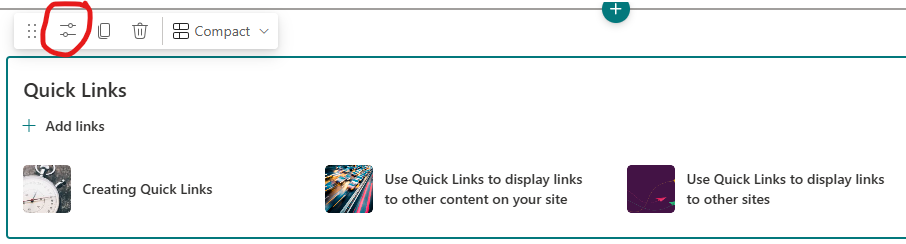 Compact
Quick Links
Add links
Creating Quick Links
Use Quick Links to display links
to other content on your site
Use Quick Links to display links
to other sites